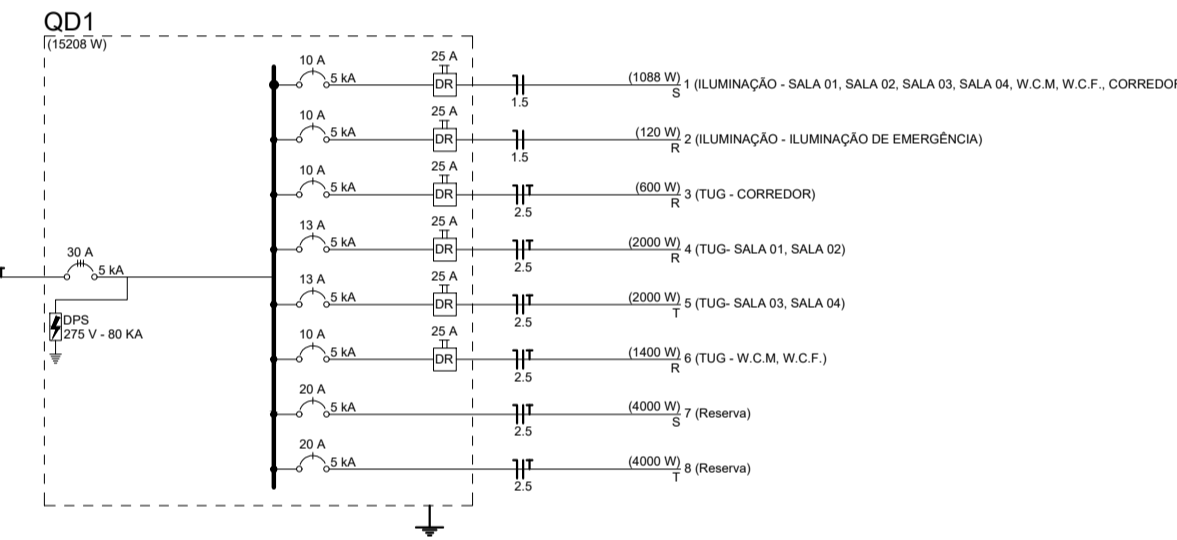 QD1
(15208 W)
10 A
5 kA
25 A
DR
1.5
(1088 W)
S
1 (ILUMINAÇÃO - SALA 01, SALA 02, SALA 03, SALA 04, W.C.M, W.C.F., CORREDOR
10 A
5 kA
25 A
DR
1.5
(120 W)
R
2 (ILUMINAÇÃO - ILUMINAÇÃO DE EMERGÊNCIA)
10 A
5 kA
25 A
DR
T
2.5
(600 W)
R
3 (TUG - CORREDOR)
13 A
5 kA
25 A
DR
T
2.5
(2000 W)
R
4 (TUG- SALA 01, SALA 02)
30 A
5 kA
DPS
275 V - 80 KA
13 A
5 kA
25 A
DR
T
2.5
(2000 W)
T
5 (TUG- SALA 03, SALA 04)
10 A
5 kA
25 A
DR
T
2.5
(1400 W)
R
6 (TUG - W.C.M, W.C.F.)
20 A
5 kA
T
2.5
(4000 W)
S
7 (Reserva)
20 A
5 kA
T
2.5
(4000 W)
T
8 (Reserva)